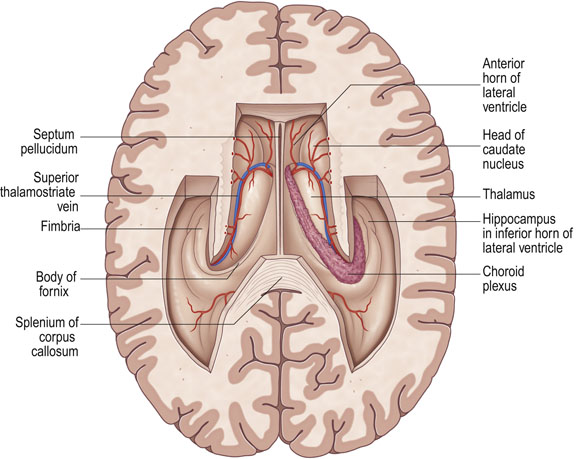 Septum
pellucidum
Superior
thalamostriate
vein
Fimbria
Body of
fornix
Splenium of
corpus
callosum
Anterior
horn of
lateral
ventricle
Head of
caudate
nucleus
Thalamus
Hippocampus
in inferior horn of
lateral ventricle
Choroid
plexus